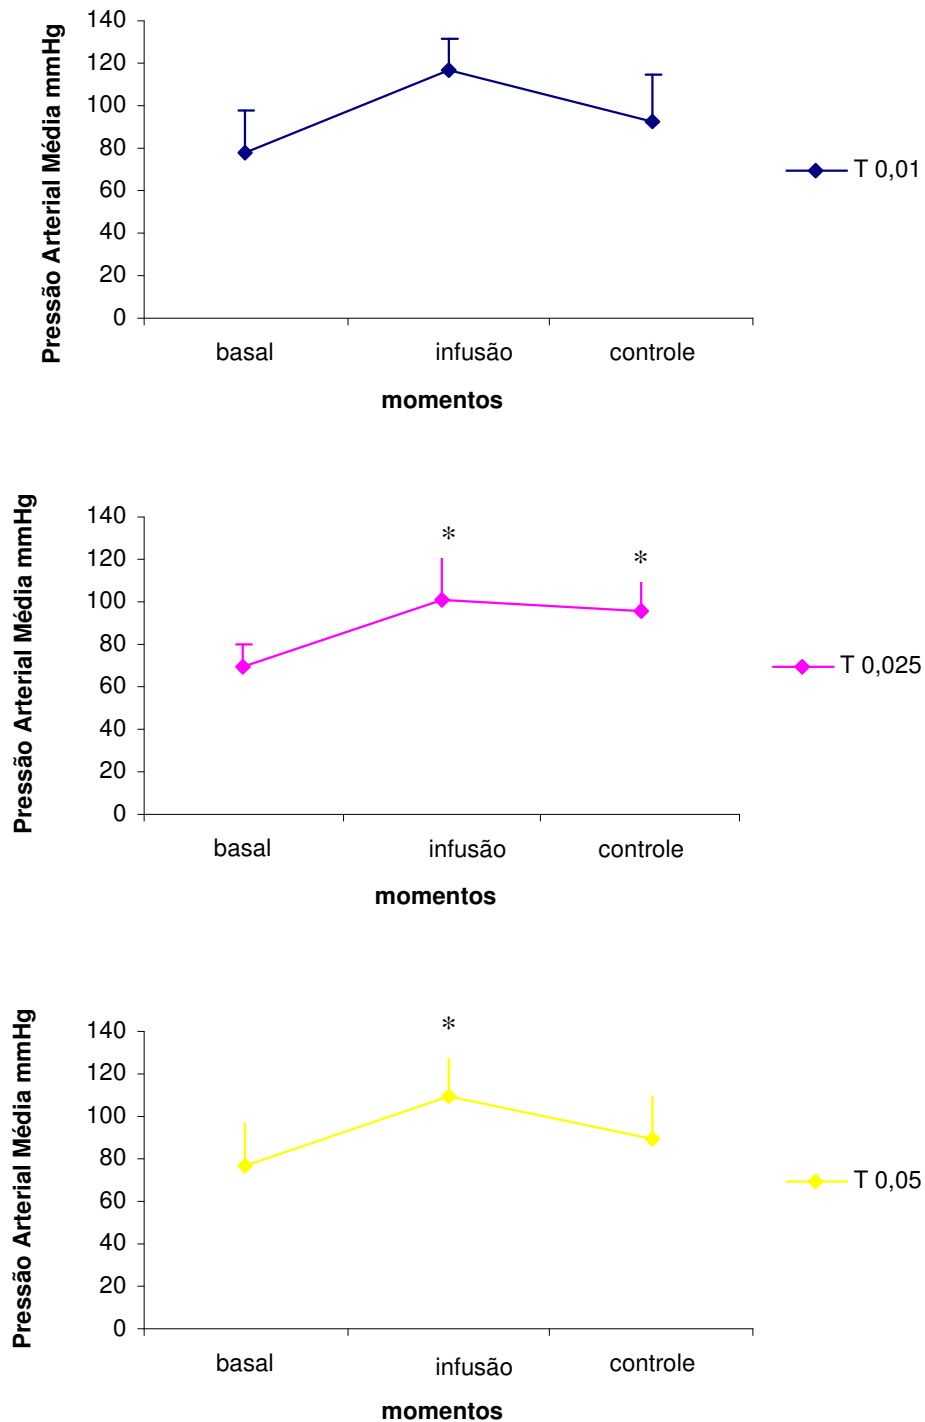 Pressão Arterial Média mmHg
140
120
100
80
60
40
20
0
basal infusão controle
momentos
T 0,01
Pressão Arterial Média mmHg
140
120
100
80
60
40
20
0
* *
basal infusão controle
momentos
T 0,025
Pressão Arterial Média mmHg
140
120
100
80
60
40
20
0
*
basal infusão controle
momentos
T 0,05